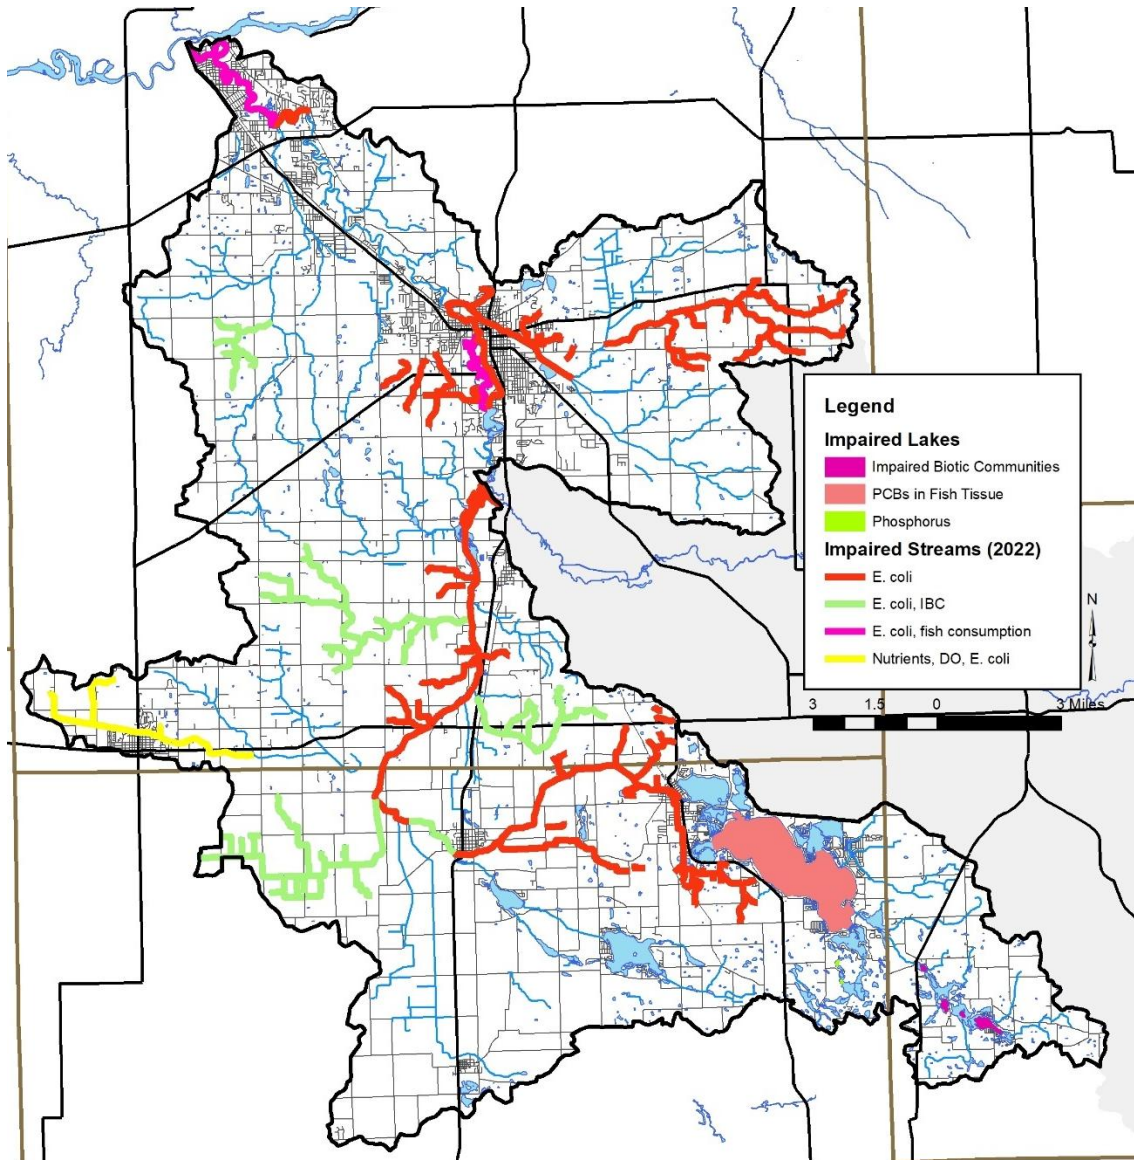 Legend
Impaired Lakes
Impaired Biotic Communities
PCBs in Fish Tissue
Phosphorus
Impaired Streams (2022)
E. coli
E. coli, IBC
E. coli, fish consumption
Nutrients, DO, E. coli
N
3 1.5 0 3 Miles